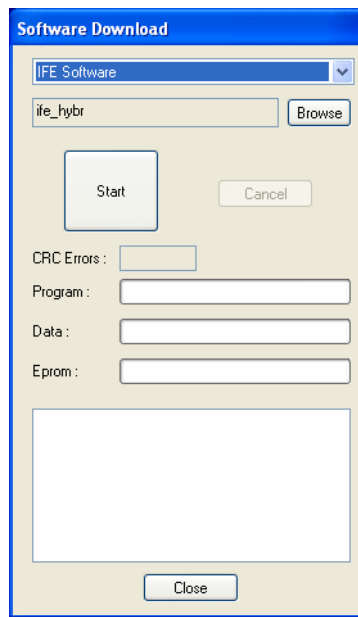 Software Download
IFE Software
ife_hybr
Browse
Start
Cancel
CRC Errors :
Program :
Data :
Eprom :
Close